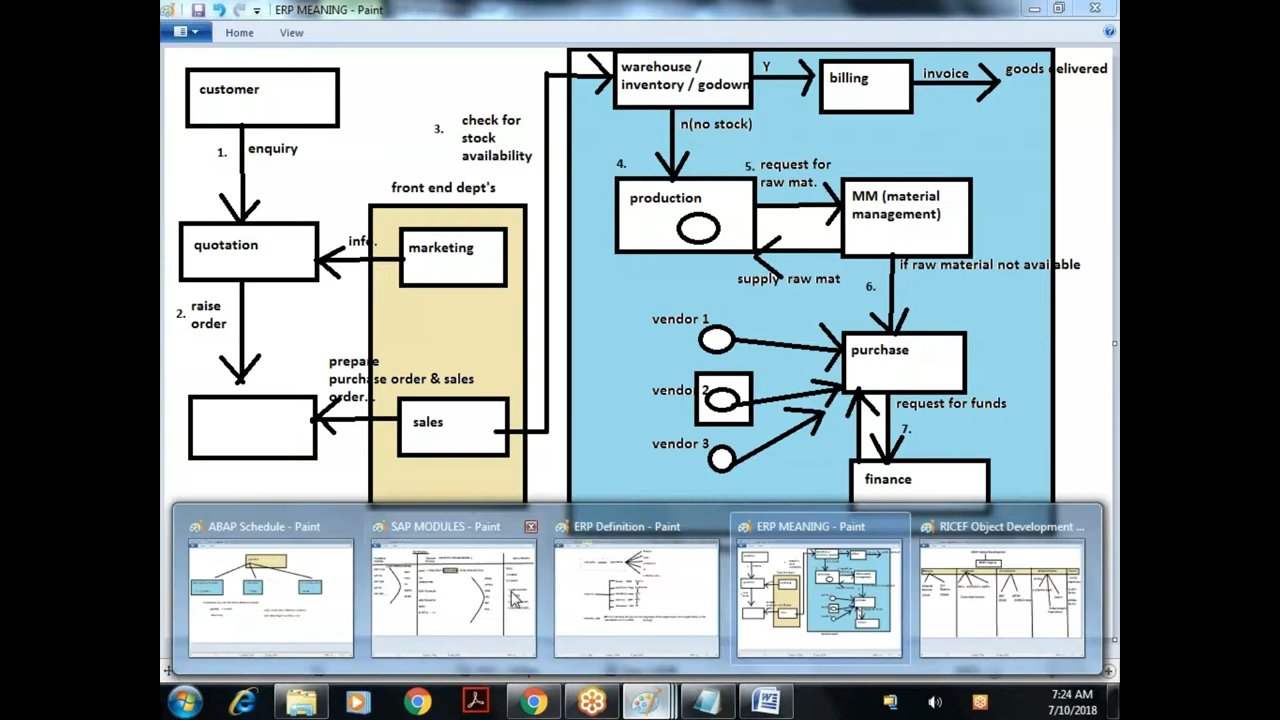 ERP MEANING - Paint
Home
View
customer
1.
enquiry
quotation
2.
raise
order
3.
check for
stock
availability
front end dept's
info.
marketing
prepare
purchase order & sales
order..
sales
warehouse /
inventory / godown
Y
billing
invoice
goods delivered
n(no stock)
4.
production
5.
request for
raw mat.
MM (material
management)
supply raw mat
if raw material not available
6.
vendor 1
vendor 2
vendor 3
purchase
request for funds
7.
finance
ABAP Schedule - Paint
SAP MODULES - Paint
ERP Definition - Paint
ERP MEANING - Paint
RICEF Object Development ...
7:24 AM
7/10/2018